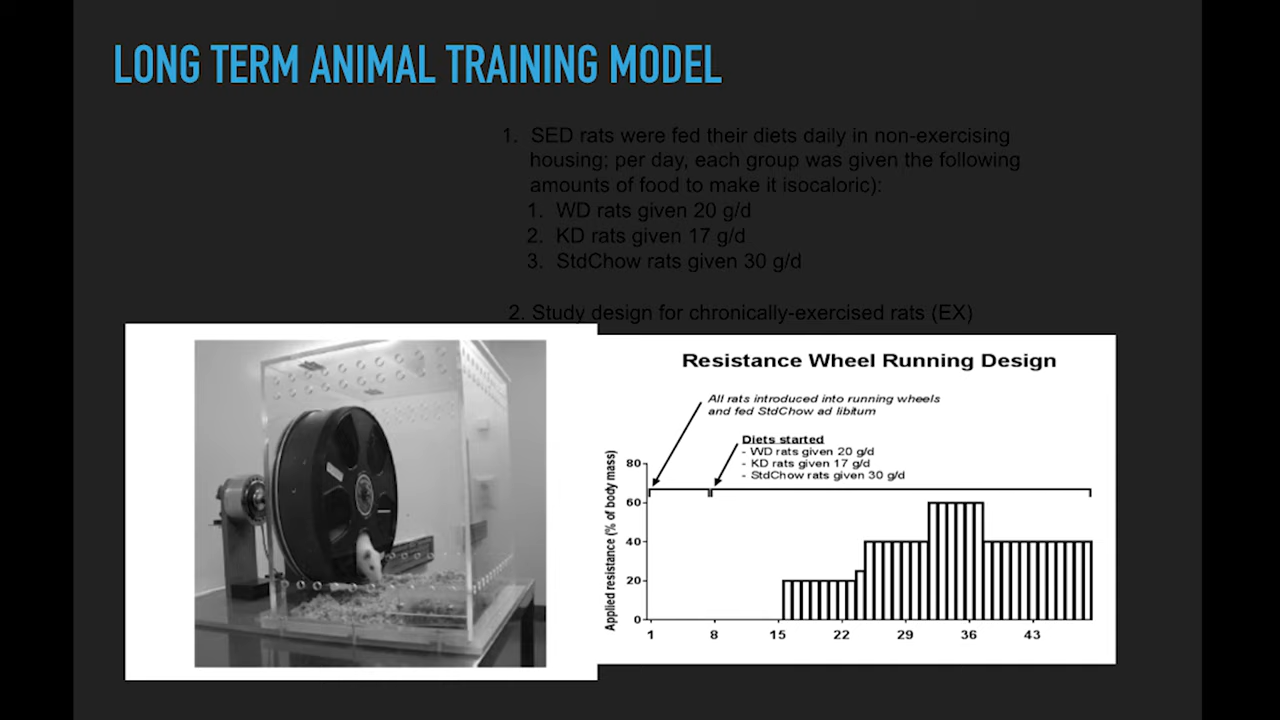 LONG TERM ANIMAL TRAINING MODEL
1. SED rats were fed their diets daily in non-exercising
housing; per day, each group was given the following
amounts of food to make it isocaloric):
1. WD rats given 20 g/d
2. KD rats given 17 g/d
3. StdChow rats given 30 g/d
2. Study design for chronically-exercised rats (EX)
Resistance Wheel Running Design
All rats introduced into running wheels
and fed StdChow ad libitum
Diets started
- WD rats given 20 g/d
- KD rats given 17 g/d
- StdChow rats given 30 g/d
Applied resistance (% of body mass)
80
60
40
20
0
1 8 15 22 29 36 43